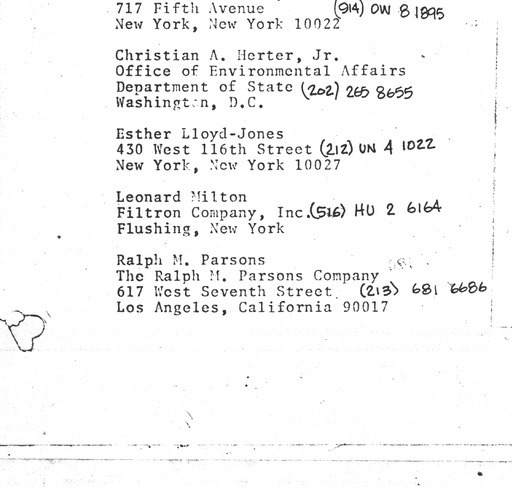 717 Fifth Avenue (914) OW 8 1895
New York, New York 10022
Christian A. Herter, Jr.
Office of Environmental Affairs
Department of State (202) 265 8655
Washington, D.C.
Esther Lloyd-Jones
430 West 116th Street (212) UN 4 1022
New York, New York 10027
Leonard Milton
Filtron Company, Inc. (516) HU 2 6164
Flushing, New York
Ralph M. Parsons
The Ralph M. Parsons Company
617 West Seventh Street (213) 681 6686
Los Angeles, California 90017